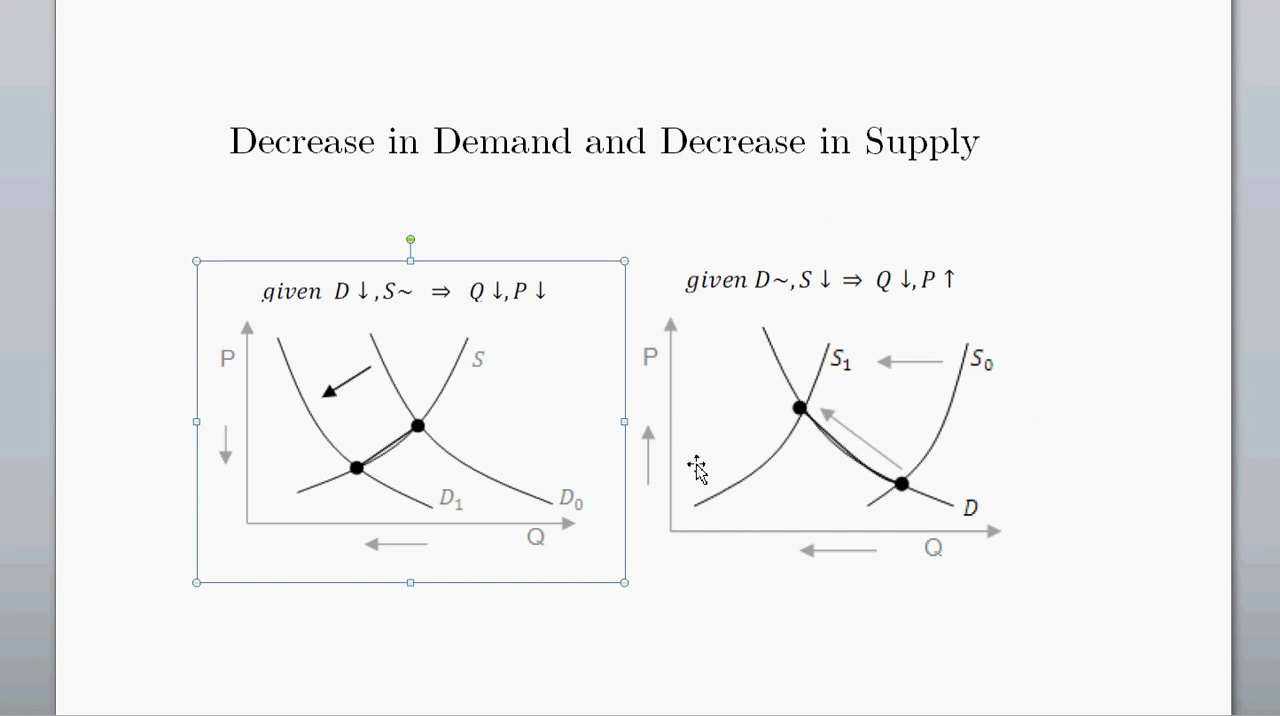 Decrease in Demand and Decrease in Supply
given D ↓, S~ ⇒ Q ↓, P ↓
P
S
D₁
D₀
Q
given D~, S ↓ ⇒ Q ↓, P ↑
P
S₁
S₀
D
Q